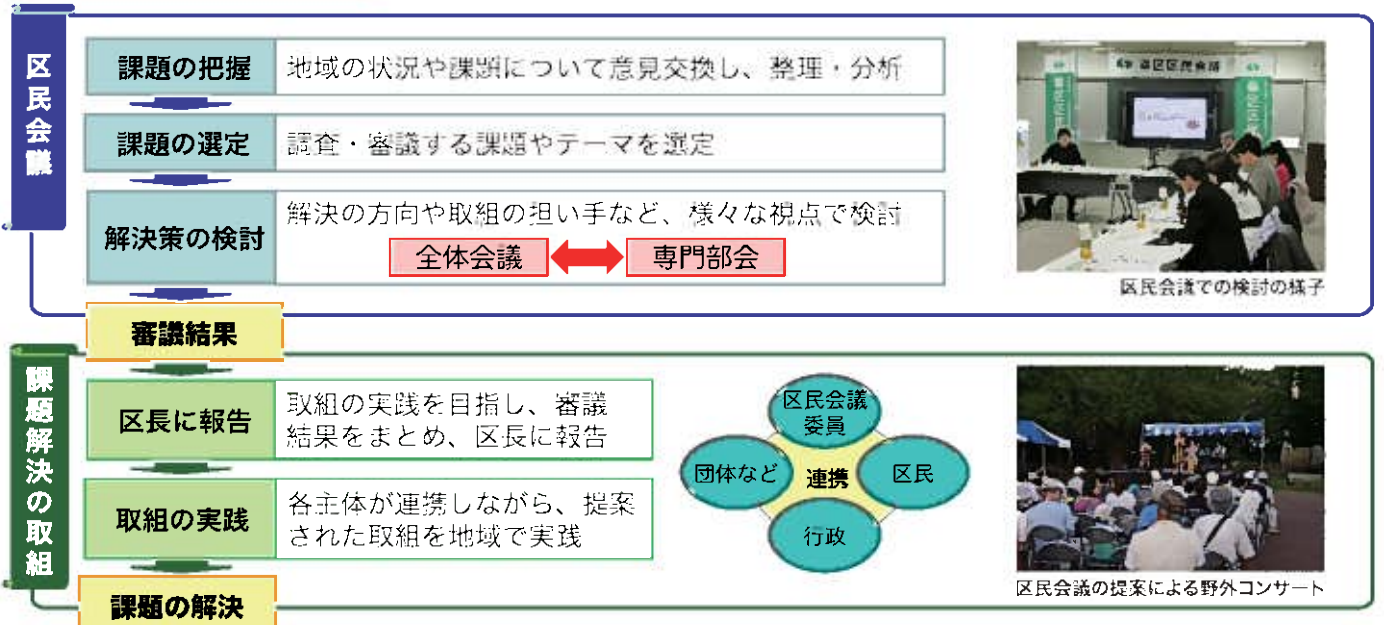 区民会議
課題の把握
地域の状況や課題について意見交換し、整理・分析
課題の選定
調査・審議する課題やテーマを選定
解決策の検討
解決の方向や取組の担い手など、様々な視点で検討
全体会議
専門部会
区民会議での検討の様子
審議結果
課題解決の取組
区長に報告
取組の実践を目指し、審議
結果をまとめ、区長に報告
取組の実践
各主体が連携しながら、提案
された取組を地域で実践
区民会議
委員
団体など
連携
区民
行政
区民会議の提案による野外コンサート
課題の解決